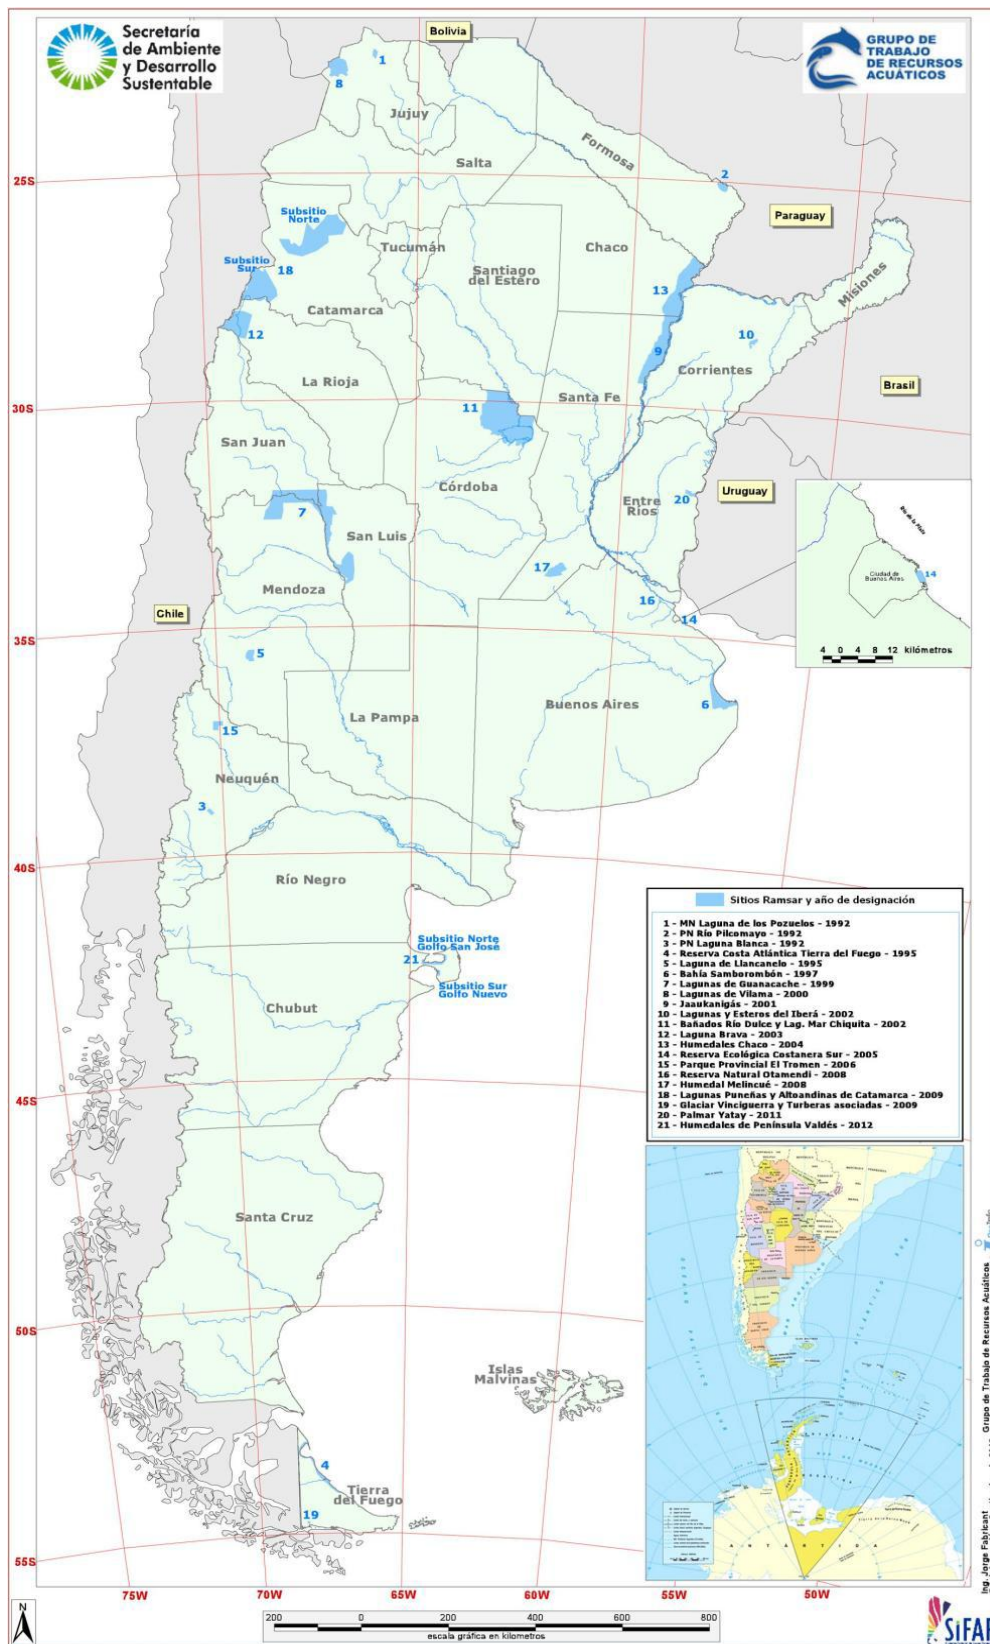 Secretaría
de Ambiente
y Desarrollo
Sustentable
Bolivia
GRUPO DE
TRABAJO
DE RECURSOS
ACUÁTICOS
1
8
Jujuy
Formosa
Salta
2
25S
Paraguay
Subsitio
Norte
Tucumán
Chaco
Subsitio
Sur
18
Santiago
del Estero
13
Misiones
Catamarca
12
10
9
Corrientes
La Rioja
Brasil
30S
11
Santa Fe
San Juan
Córdoba
Uruguay
20
Entre
Ríos
7
San Luis
Río de la Plata
17
Ciudad de
Buenos Aires
14
Mendoza
16
Chile
14
35S
5
4 0 4 8 12 kilómetros
Buenos Aires
6
La Pampa
15
Neuquén
3
40S
Río Negro
Sitios Ramsar y año de designación
1 - MN Laguna de los Pozuelos - 1992
2 - PN Río Pilcomayo - 1992
3 - PN Laguna Blanca - 1992
4 - Reserva Costa Atlántica Tierra del Fuego - 1995
5 - Laguna de Llancanelo - 1995
6 - Bahía Samborombón - 1997
7 - Lagunas de Guanacache - 1999
8 - Lagunas de Vilama - 2000
9 - Jaaukanigás - 2001
10 - Lagunas y Esteros del Iberá - 2002
11 - Bañados Río Dulce y Lag. Mar Chiquita - 2002
12 - Laguna Brava - 2003
13 - Humedales Chaco - 2004
14 - Reserva Ecológica Costanera Sur - 2005
15 - Parque Provincial El Tromen - 2006
16 - Reserva Natural Otamendi - 2008
17 - Humedal Melincué - 2008
18 - Lagunas Puneñas y Altoandinas de Catamarca - 2009
19 - Glaciar Vinciguerra y Turberas asociadas - 2009
20 - Palmar Yatay - 2011
21 - Humedales de Península Valdés - 2012
Subsitio Norte
Golfo San José
21
Subsitio Sur
Golfo Nuevo
Chubut
45S
Santa Cruz
50S
Islas
Malvinas
4
Tierra
del Fuego
19
55S
ANTÁRTIDA
75W 70W 65W 60W 55W 50W
N
200 0 200 400 600 800
escala gráfica en kilometros
Ing. Jorge Fabricant
Grupo de Trabajo de Recursos Acuáticos
SiFAP